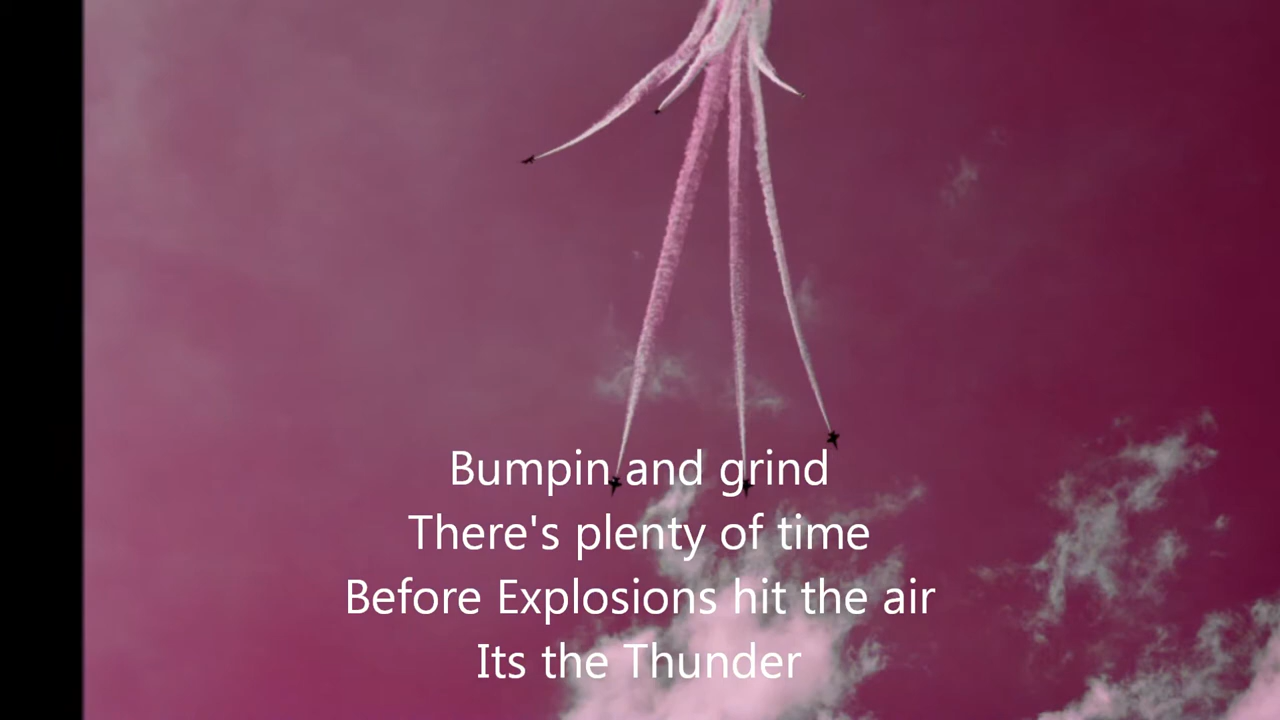 Bumpin and grind
There's plenty of time
Before Explosions hit the air
Its the Thunder